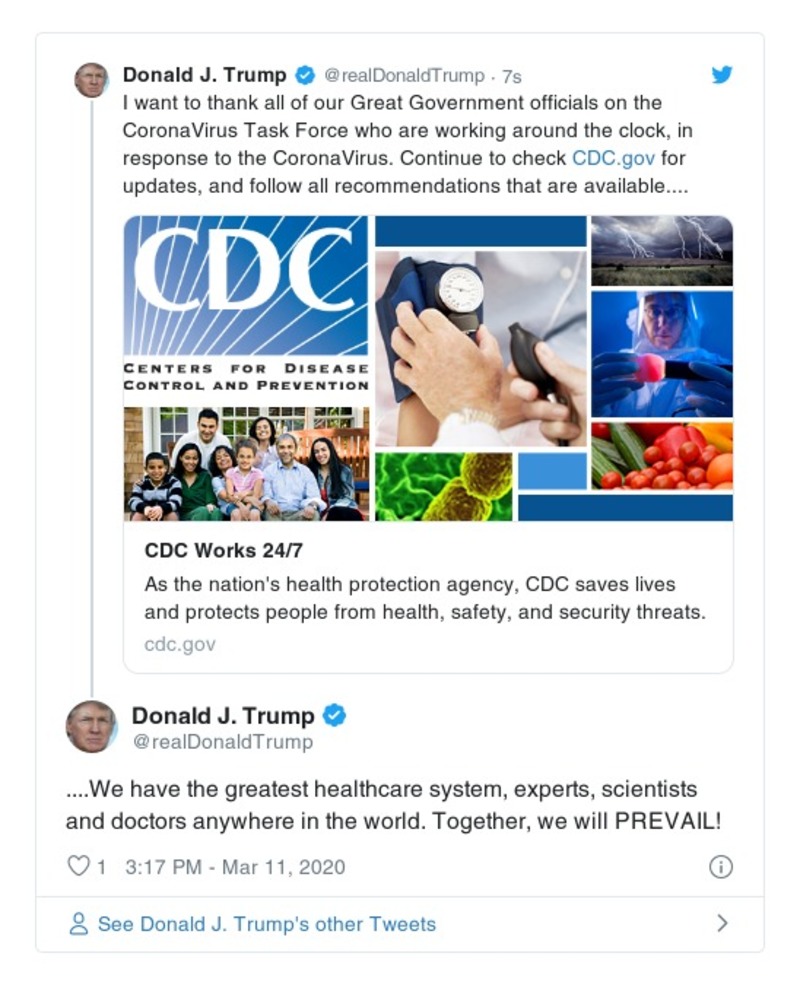 Donald J. Trump @realDonaldTrump · 7s
I want to thank all of our Great Government officials on the
CoronaVirus Task Force who are working around the clock, in
response to the CoronaVirus. Continue to check CDC.gov for
updates, and follow all recommendations that are available....
CDC
CENTERS FOR DISEASE
CONTROL AND PREVENTION
CDC Works 24/7
As the nation's health protection agency, CDC saves lives
and protects people from health, safety, and security threats.
cdc.gov
Donald J. Trump
@realDonaldTrump
....We have the greatest healthcare system, experts, scientists
and doctors anywhere in the world. Together, we will PREVAIL!
1 3:17 PM - Mar 11, 2020
See Donald J. Trump's other Tweets